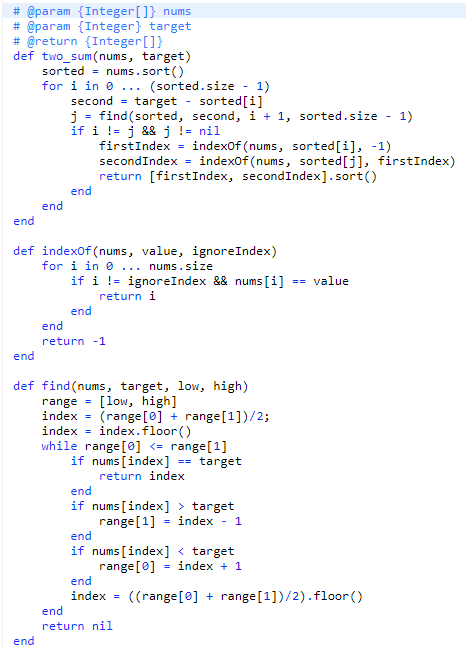 # @param {Integer[]} nums
# @param {Integer} target
# @return {Integer[]}
def two_sum(nums, target)
    sorted = nums.sort()
    for i in 0 ... (sorted.size - 1)
        second = target - sorted[i]
        j = find(sorted, second, i + 1, sorted.size - 1)
        if i != j && j != nil
            firstIndex = indexOf(nums, sorted[i], -1)
            secondIndex = indexOf(nums, sorted[j], firstIndex)
            return [firstIndex, secondIndex].sort()
        end
    end
end

def indexOf(nums, value, ignoreIndex)
    for i in 0 ... nums.size
        if i != ignoreIndex && nums[i] == value
            return i
        end
    end
    return -1
end

def find(nums, target, low, high)
    range = [low, high]
    index = (range[0] + range[1])/2;
    index = index.floor()
    while range[0] <= range[1]
        if nums[index] == target
            return index
        end
        if nums[index] > target
            range[1] = index - 1
        end
        if nums[index] < target
            range[0] = index + 1
        end
        index = ((range[0] + range[1])/2).floor()
    end
    return nil
end